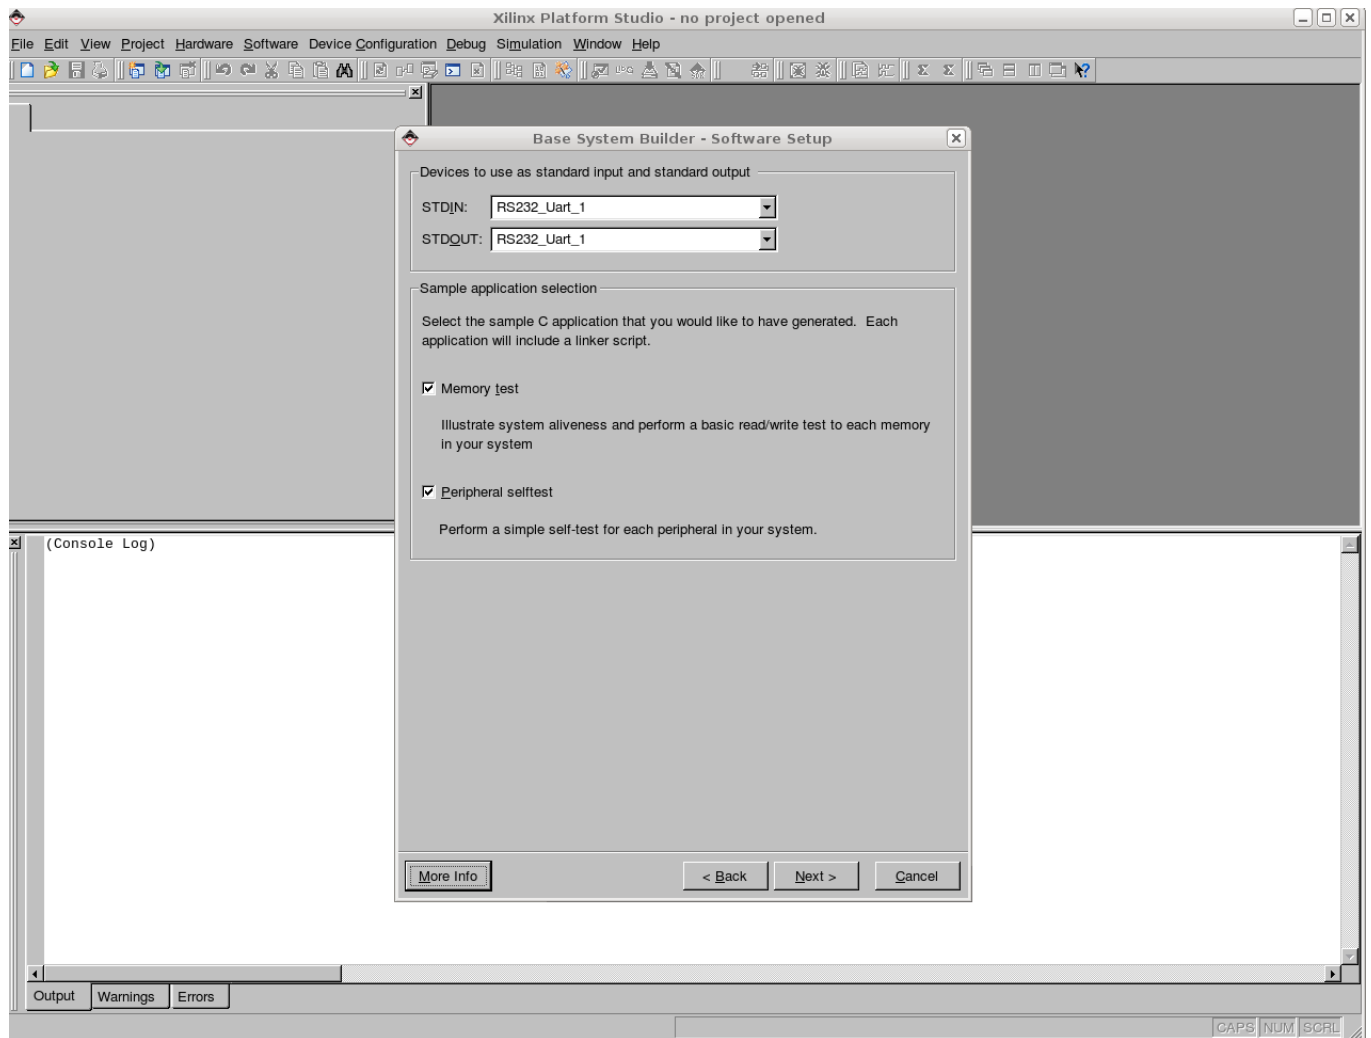 Xilinx Platform Studio - no project opened
File Edit View Project Hardware Software Device Configuration Debug Simulation Window Help
Base System Builder - Software Setup
Devices to use as standard input and standard output
STDIN: RS232_Uart_1
STDOUT: RS232_Uart_1
Sample application selection
Select the sample C application that you would like to have generated. Each
application will include a linker script.
Memory test
Illustrate system aliveness and perform a basic read/write test to each memory
in your system
Peripheral selftest
Perform a simple self-test for each peripheral in your system.
(Console Log)
More Info < Back Next > Cancel
Output Warnings Errors
CAPS NUM SCRL